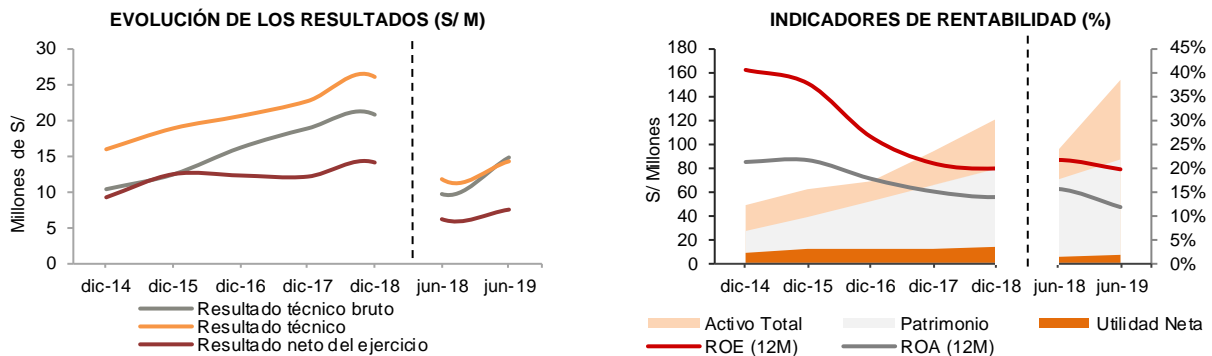 EVOLUCIÓN DE LOS RESULTADOS (S/ M)
Millones de S/
30
25
20
15
10
5
0
dic-14 dic-15 dic-16 dic-17 dic-18 jun-18 jun-19
Resultado técnico bruto
Resultado técnico
Resultado neto del ejercicio
INDICADORES DE RENTABILIDAD (%)
S/ Millones
180
160
140
120
100
80
60
40
20
0
45%
40%
35%
30%
25%
20%
15%
10%
5%
0%
dic-14 dic-15 dic-16 dic-17 dic-18 jun-18 jun-19
Activo Total Patrimonio Utilidad Neta
ROE (12M) ROA (12M)